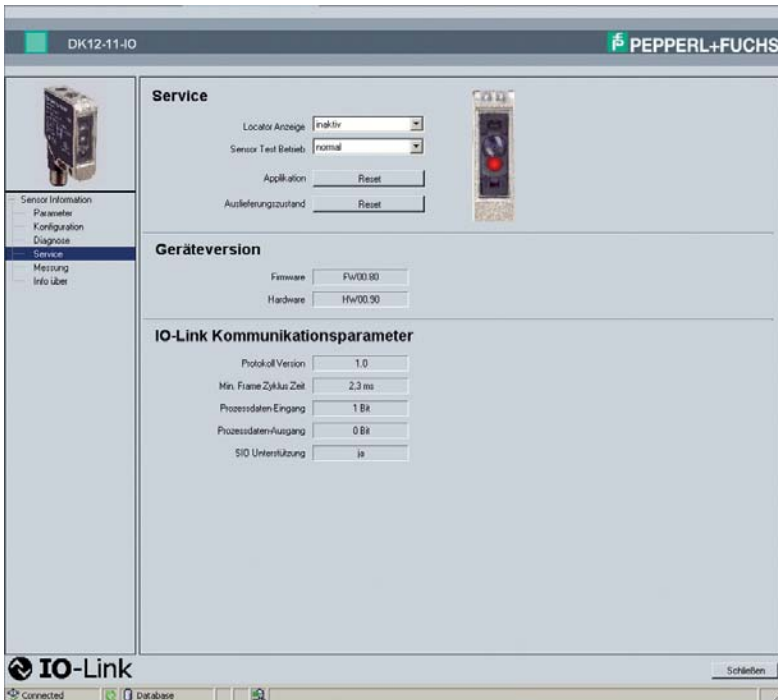 DK12-11-IO
PEPPERL+FUCHS
Sensor Information
Parameter
Konfiguration
Diagnose
Service
Messung
Info über
Service
Locator Anzeige inaktiv
Sensor Test Betrieb normal
Applikation Reset
Auslieferungszustand Reset
Geräteversion
Firmware FW00.80
Hardware HW00.90
IO-Link Kommunikationsparameter
Protokoll Version 1.0
Min. Frame Zyklus Zeit 2,3 ms
Prozessdaten-Eingang 1 Bit
Prozessdaten-Ausgang 0 Bit
SIO Unterstützung ja
IO-Link
Schließen
Connected Database